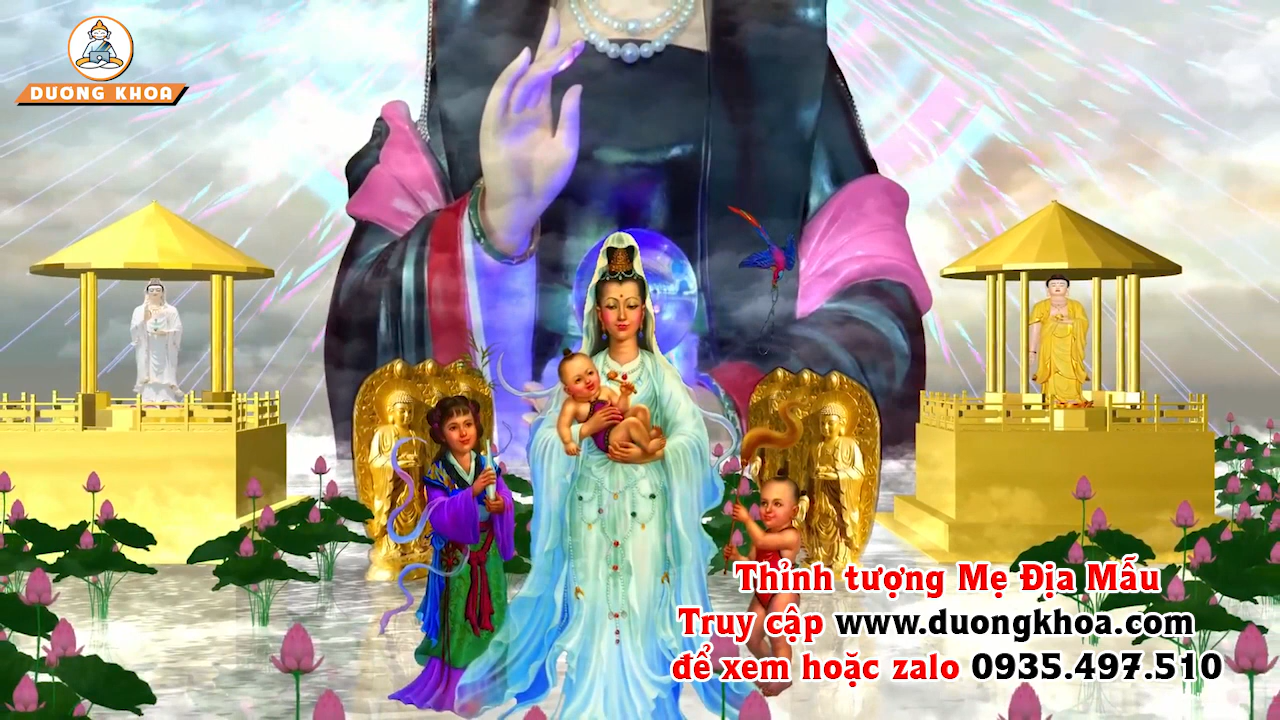 DUONG KHOA
Thỉnh tượng Mẹ Địa Mẫu
Truy cập www.duongkhoa.com
để xem hoặc zalo 0935.497.510